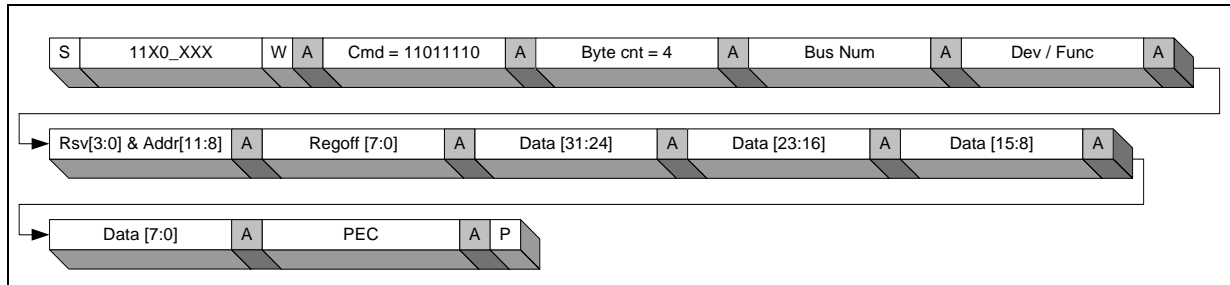 S 11X0_XXX W A Cmd = 11011110 A Byte cnt = 4 A Bus Num A Dev / Func A
Rsv[3:0] & Addr[11:8] A Regoff [7:0] A Data [31:24] A Data [23:16] A Data [15:8] A
Data [7:0] A PEC A P